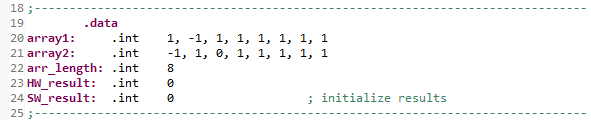 18 ;-------------------------------------------------------------------------------
19         .data
20 array1:     .int    1, -1, 1, 1, 1, 1, 1, 1
21 array2:     .int    -1, 1, 0, 1, 1, 1, 1, 1
22 arr_length: .int    8
23 HW_result:  .int    0
24 SW_result:  .int    0                   ; initialize results
25 ;-------------------------------------------------------------------------------